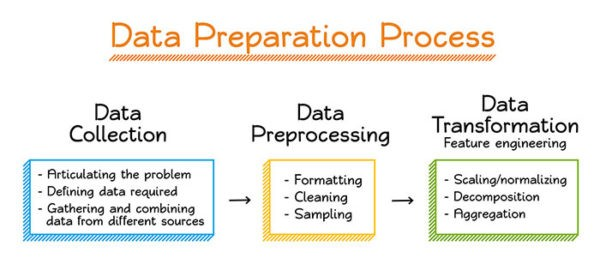 Data Preparation Process
Data
Collection
- Articulating the problem
- Defining data required
- Gathering and combining
data from different sources
→
Data
Preprocessing
- Formatting
- Cleaning
- Sampling
→
Data
Transformation
Feature engineering
- Scaling/normalizing
- Decomposition
- Aggregation